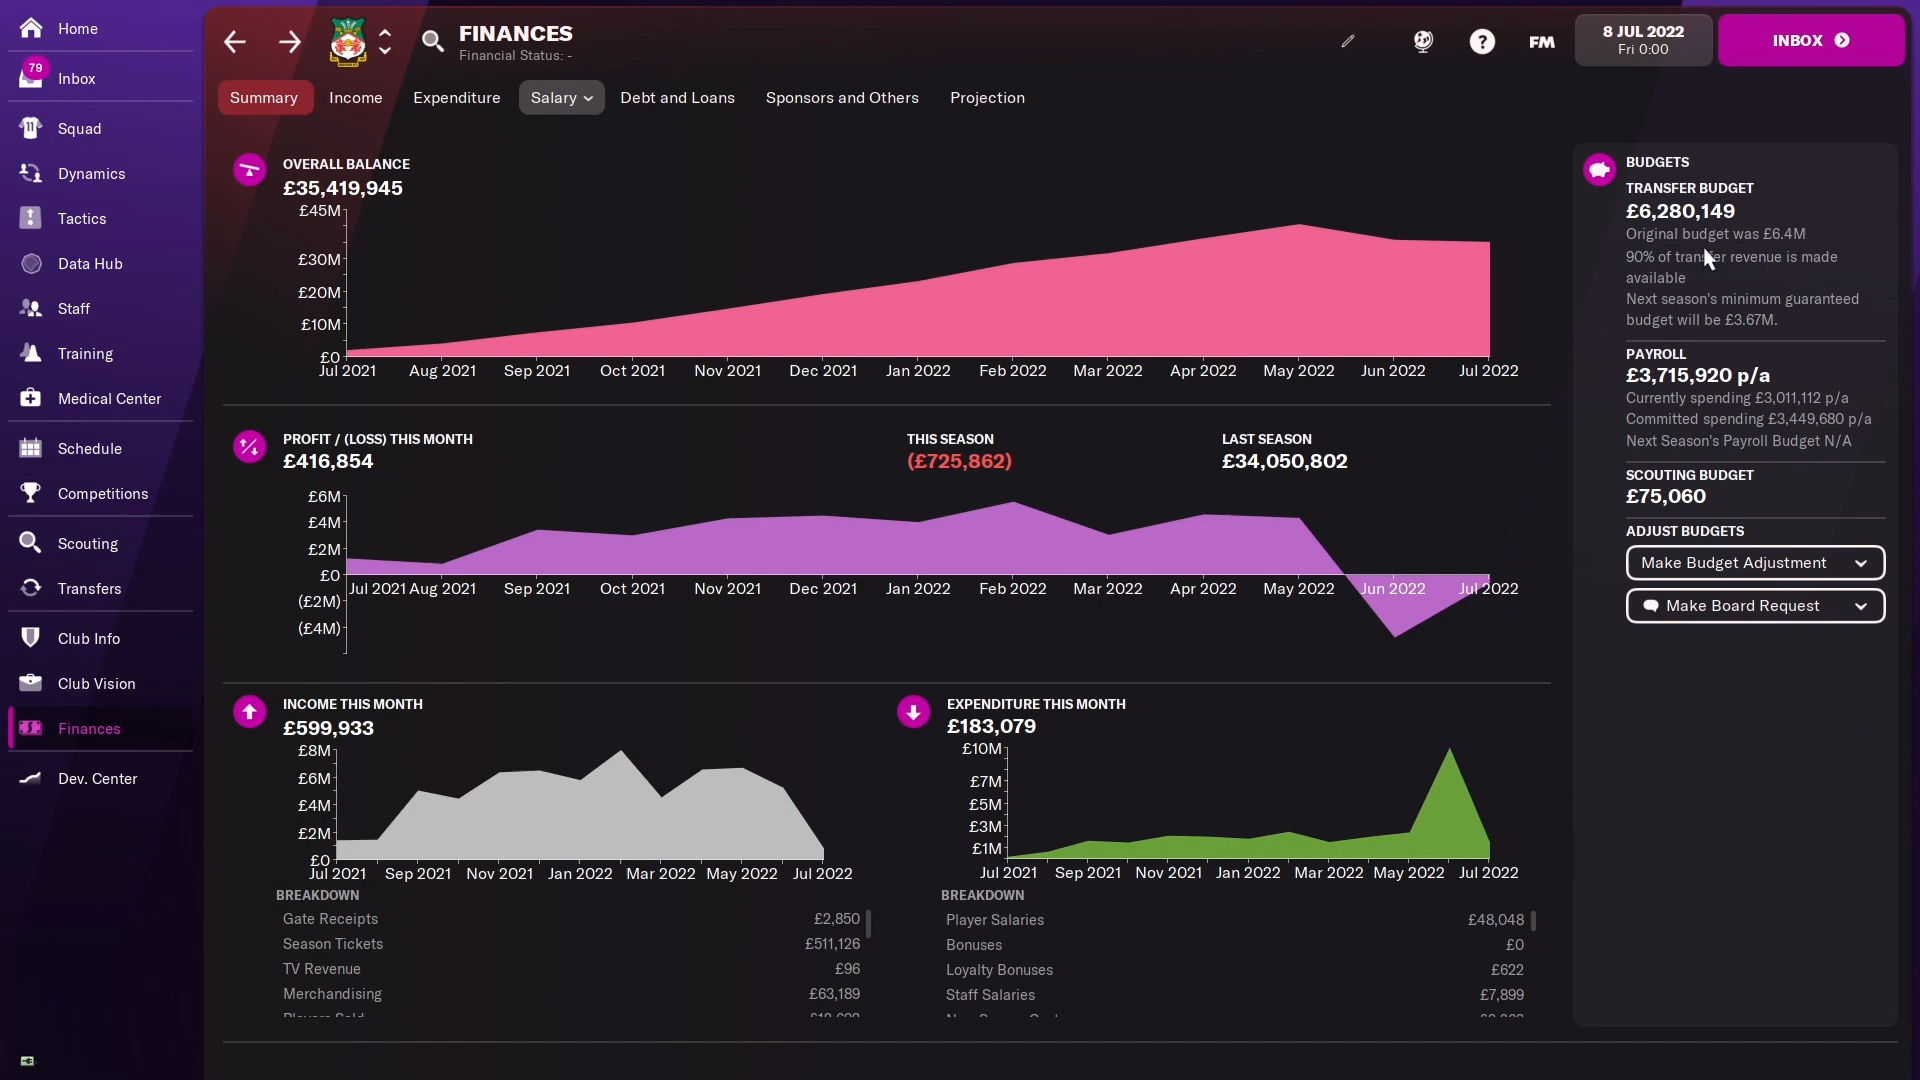 Home
79
Inbox
Squad
Dynamics
Tactics
Data Hub
Staff
Training
Medical Center
Schedule
Competitions
Scouting
Transfers
Club Info
Club Vision
Finances
Dev. Center
FINANCES
Financial Status: -
FM
8 JUL 2022
Fri 0:00
INBOX
Summary
Income
Expenditure
Salary
Debt and Loans
Sponsors and Others
Projection
OVERALL BALANCE
£35,419,945
£45M
£30M
£20M
£10M
£0
Jul 2021 Aug 2021 Sep 2021 Oct 2021 Nov 2021 Dec 2021 Jan 2022 Feb 2022 Mar 2022 Apr 2022 May 2022 Jun 2022 Jul 2022
PROFIT / (LOSS) THIS MONTH
£416,854
THIS SEASON
(£725,862)
LAST SEASON
£34,050,802
£6M
£4M
£2M
£0
(£2M)
(£4M)
Jul 2021 Aug 2021 Sep 2021 Oct 2021 Nov 2021 Dec 2021 Jan 2022 Feb 2022 Mar 2022 Apr 2022 May 2022 Jun 2022 Jul 2022
INCOME THIS MONTH
£599,933
£8M
£6M
£4M
£2M
£0
Jul 2021 Sep 2021 Nov 2021 Jan 2022 Mar 2022 May 2022 Jul 2022
BREAKDOWN
Gate Receipts £2,850
Season Tickets £511,126
TV Revenue £96
Merchandising £63,189
EXPENDITURE THIS MONTH
£183,079
£10M
£7M
£5M
£3M
£1M
Jul 2021 Sep 2021 Nov 2021 Jan 2022 Mar 2022 May 2022 Jul 2022
BREAKDOWN
Player Salaries £48,048
Bonuses £0
Loyalty Bonuses £622
Staff Salaries £7,899
BUDGETS
TRANSFER BUDGET
£6,280,149
Original budget was £6.4M
90% of transfer revenue is made
available
Next season's minimum guaranteed
budget will be £3.67M.
PAYROLL
£3,715,920 p/a
Currently spending £3,011,112 p/a
Committed spending £3,449,680 p/a
Next Season's Payroll Budget N/A
SCOUTING BUDGET
£75,060
ADJUST BUDGETS
Make Budget Adjustment
Make Board Request